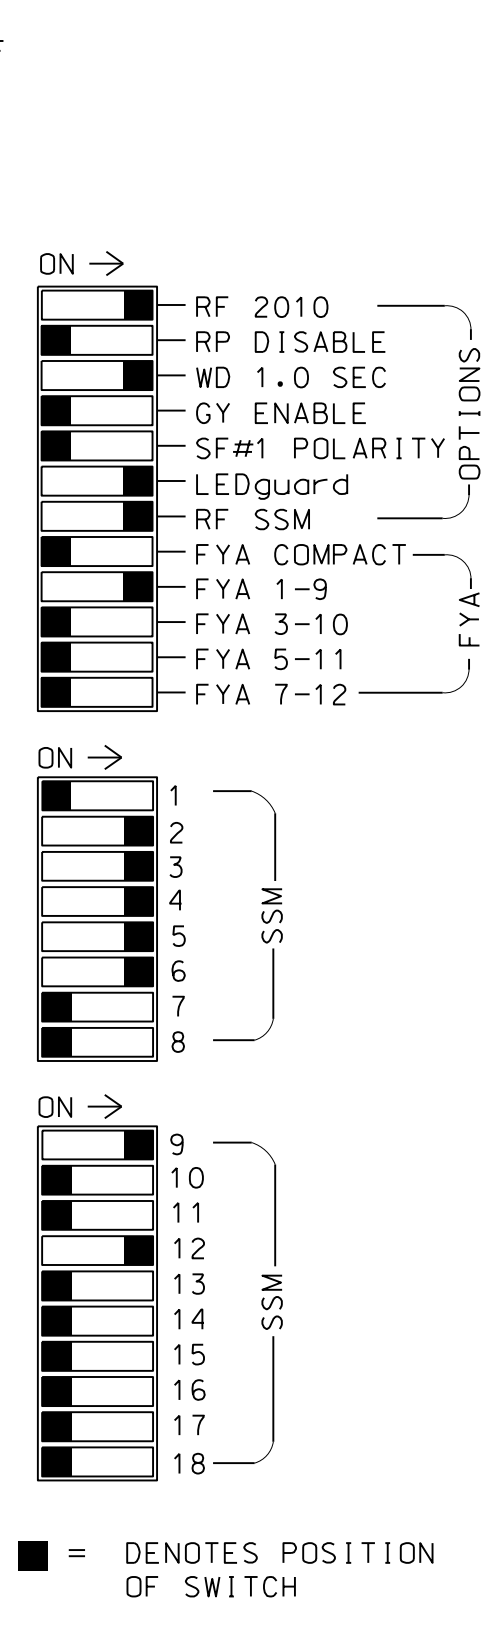 ON →
RF 2010
RP DISABLE
WD 1.0 SEC
GY ENABLE
SF#1 POLARITY
LEDguard
RF SSM
OPTIONS
FYA COMPACT
FYA 1-9
FYA 3-10
FYA 5-11
FYA 7-12
FYA
ON →
1
2
3
4
5
6
7
8
SSM
ON →
9
10
11
12
13
14
15
16
17
18
SSM
= DENOTES POSITION
OF SWITCH